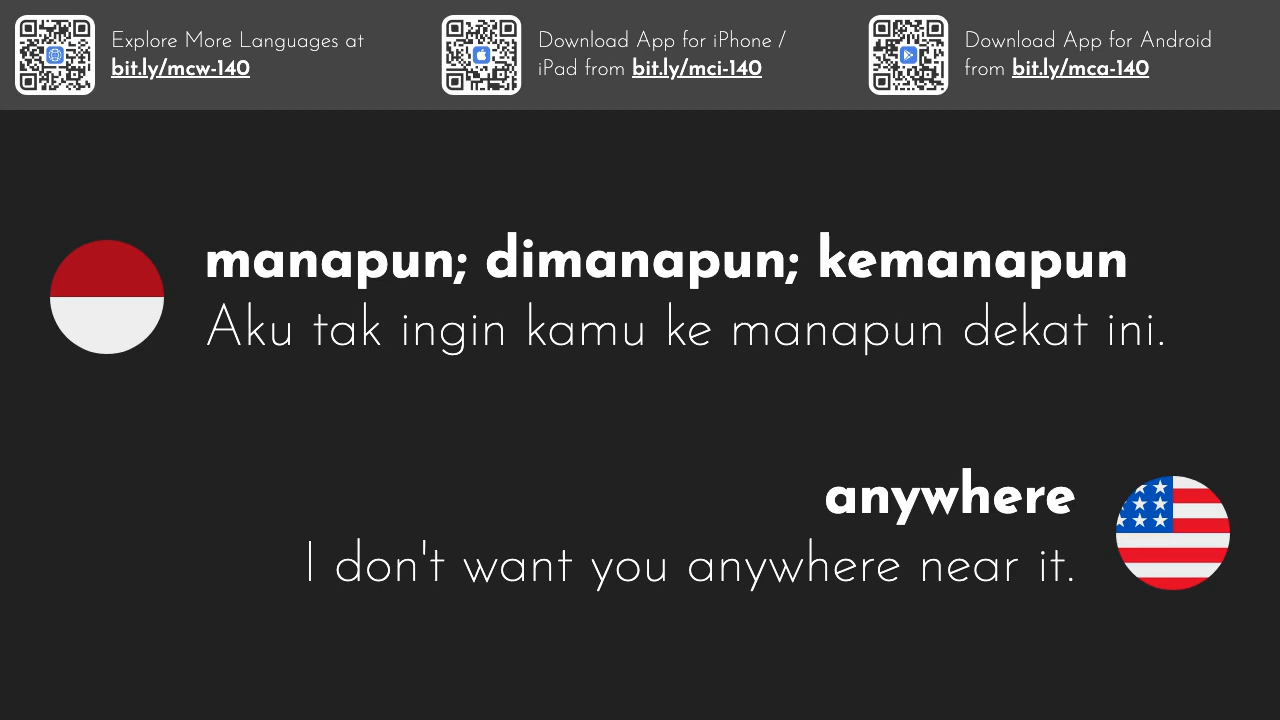 Explore More Languages at
bit.ly/mcw-140
Download App for iPhone /
iPad from bit.ly/mci-140
Download App for Android
from bit.ly/mca-140
manapun; dimanapun; kemanapun
Aku tak ingin kamu ke manapun dekat ini.
anywhere
I don't want you anywhere near it.